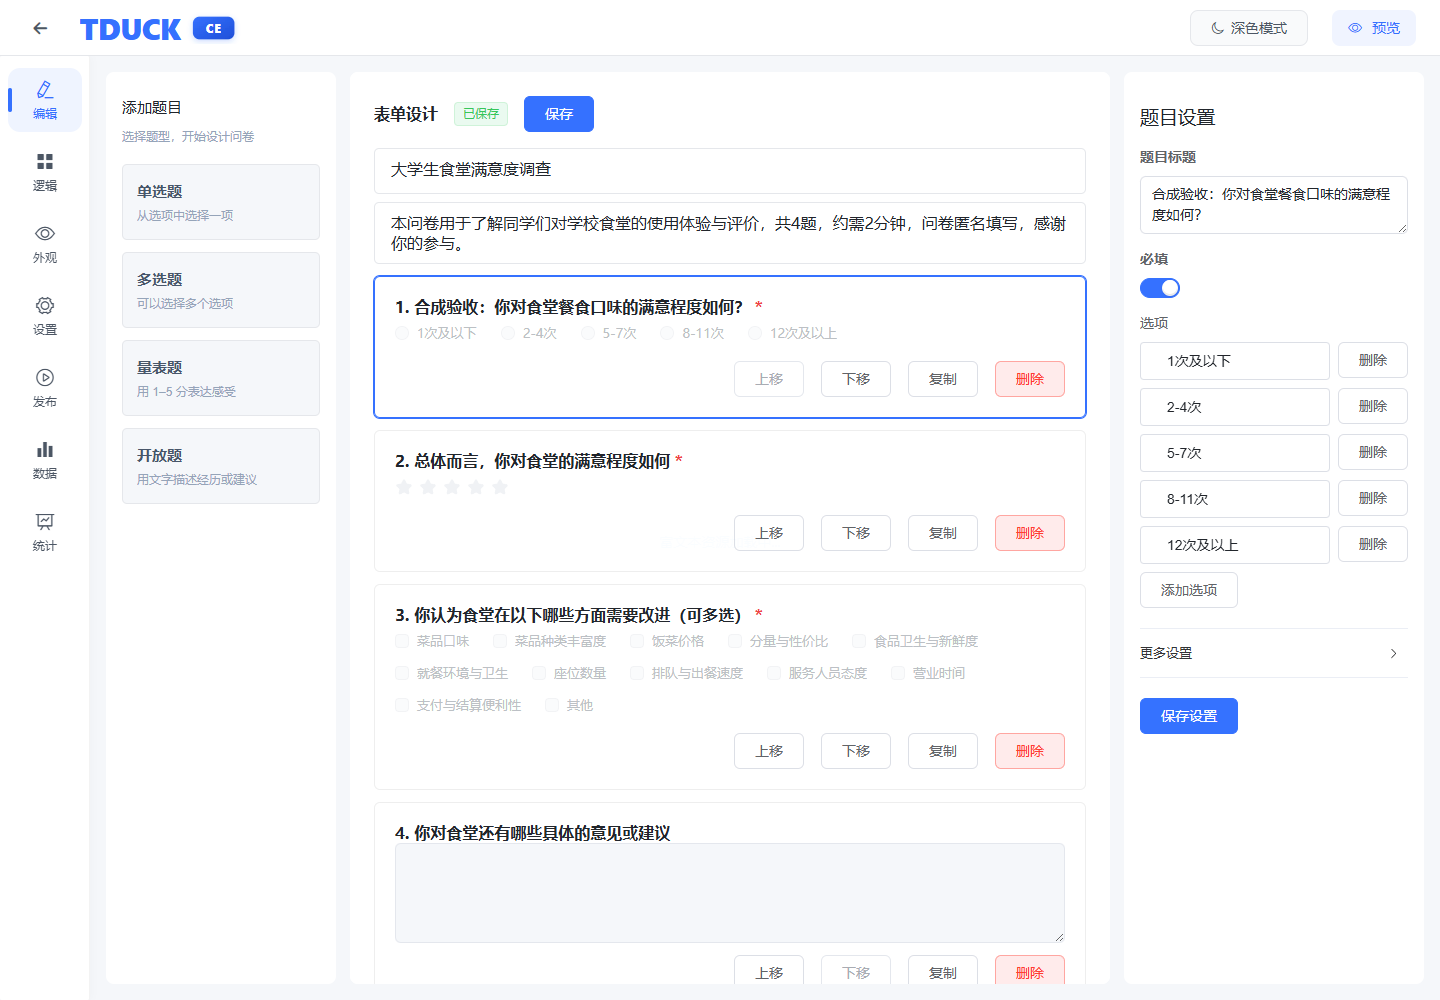 TDUCK CE
深色模式
预览
编辑
逻辑
外观
设置
发布
数据
统计
添加题目
选择题型，开始设计问卷
单选题
从选项中选择一项
多选题
可以选择多个选项
量表题
用 1–5 分表达感受
开放题
用文字描述经历或建议
表单设计 已保存 保存
大学生食堂满意度调查
本问卷用于了解同学们对学校食堂的使用体验与评价，共4题，约需2分钟，问卷匿名填写，感谢
你的参与。
1. 合成验收：你对食堂餐食口味的满意程度如何？ *
1次及以下 2-4次 5-7次 8-11次 12次及以上
上移 下移 复制 删除
2. 总体而言，你对食堂的满意程度如何 *
上移 下移 复制 删除
3. 你认为食堂在以下哪些方面需要改进（可多选） *
菜品口味 菜品种类丰富度 饭菜价格 分量与性价比 食品卫生与新鲜度
就餐环境与卫生 座位数量 排队与出餐速度 服务人员态度 营业时间
支付与结算便利性 其他
上移 下移 复制 删除
4. 你对食堂还有哪些具体的意见或建议
上移 下移 复制 删除
题目设置
题目标题
合成验收：你对食堂餐食口味的满意程
度如何？
必填
选项
1次及以下 删除
2-4次 删除
5-7次 删除
8-11次 删除
12次及以上 删除
添加选项
更多设置
保存设置